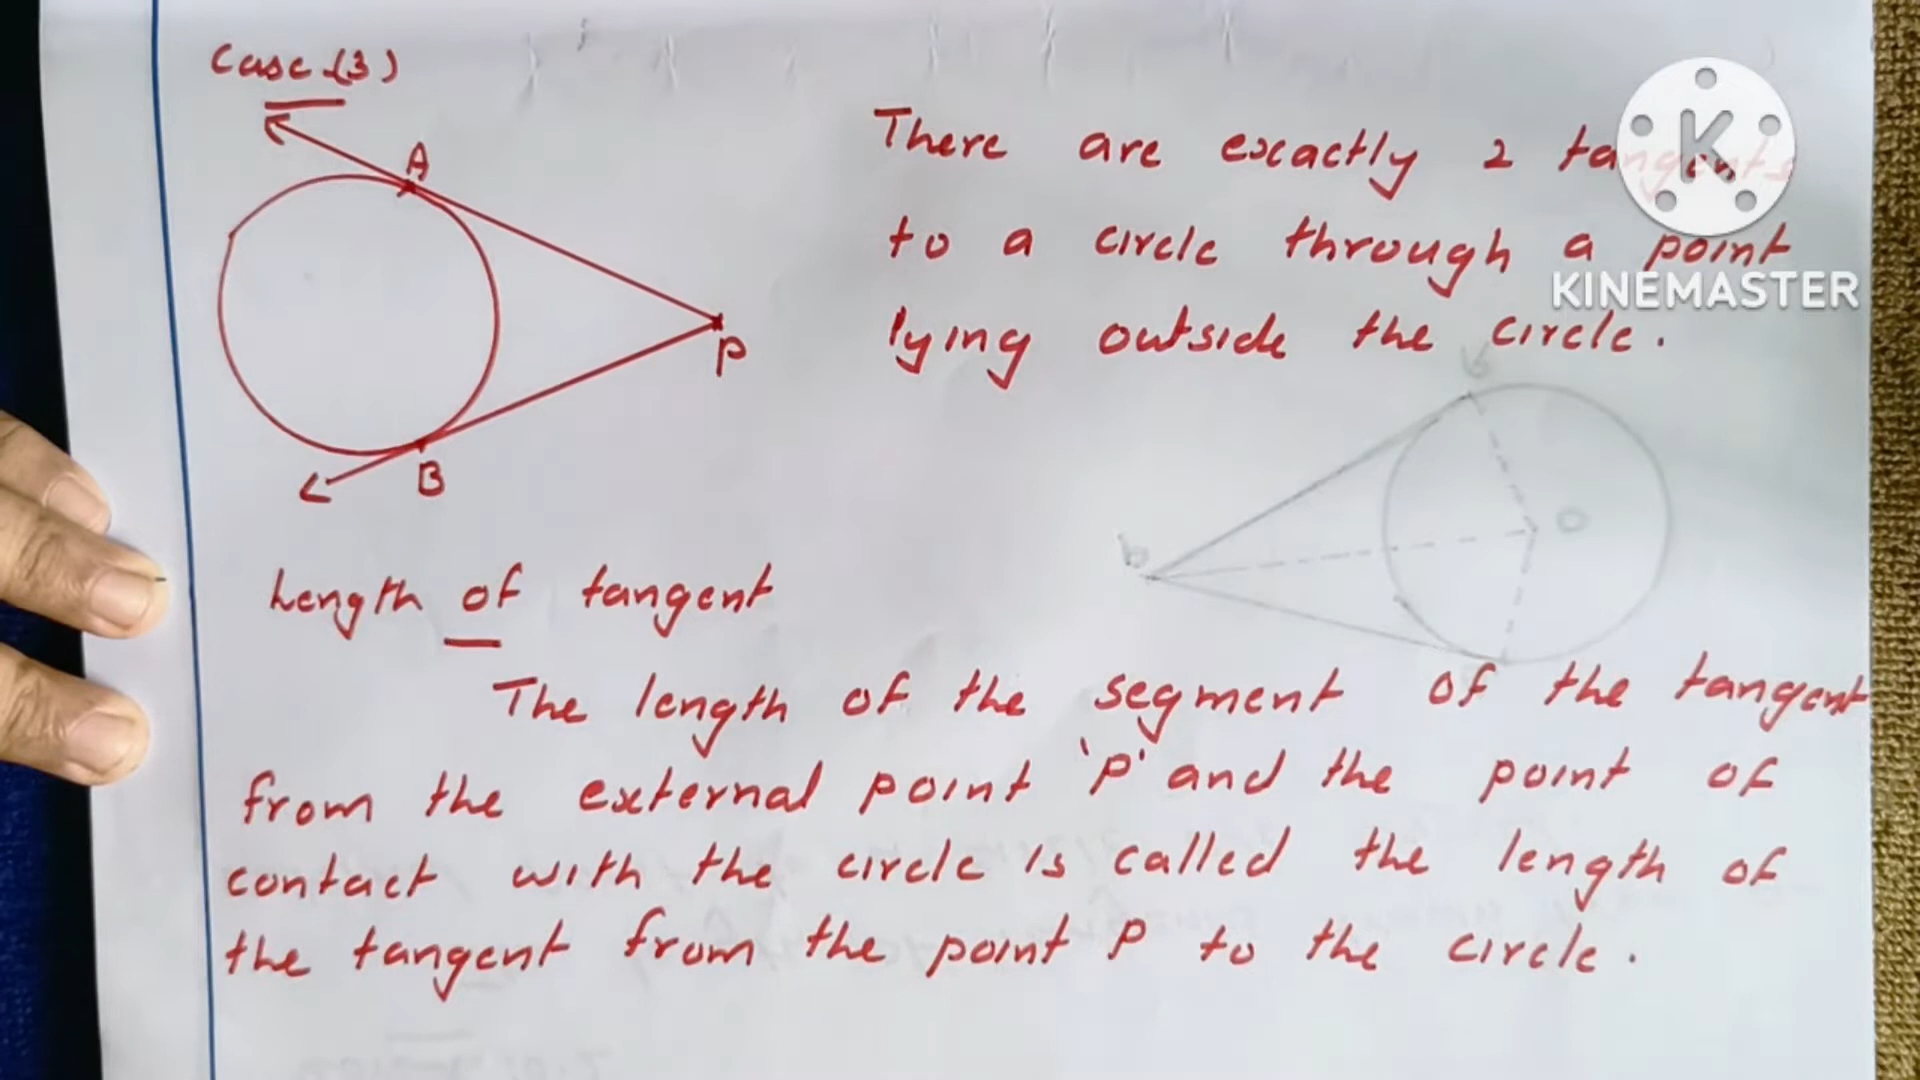 Case (3)
There are exactly 2 tangents
to a circle through a point
lying outside the circle.
A
P
B
K
KINEMASTER
O
Length of tangent
The length of the segment of the tangent
from the external point 'P' and the point of
contact with the circle is called the length of
the tangent from the point P to the circle.